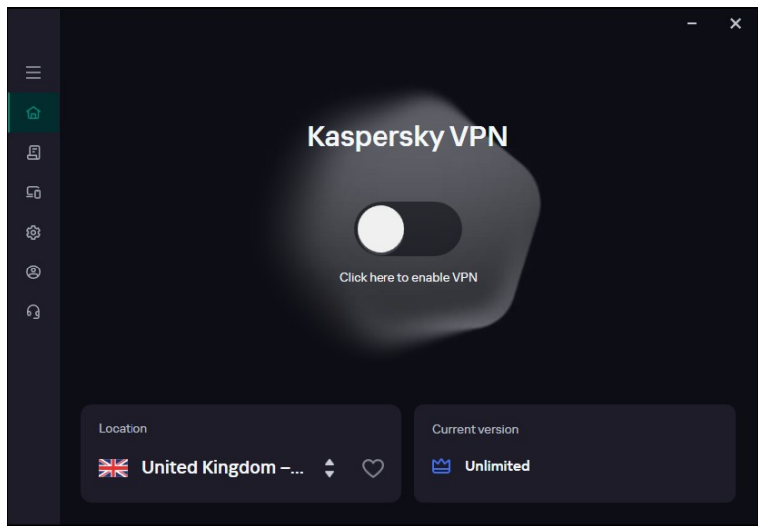 Kaspersky VPN
Click here to enable VPN
Location
United Kingdom –...
Current version
Unlimited